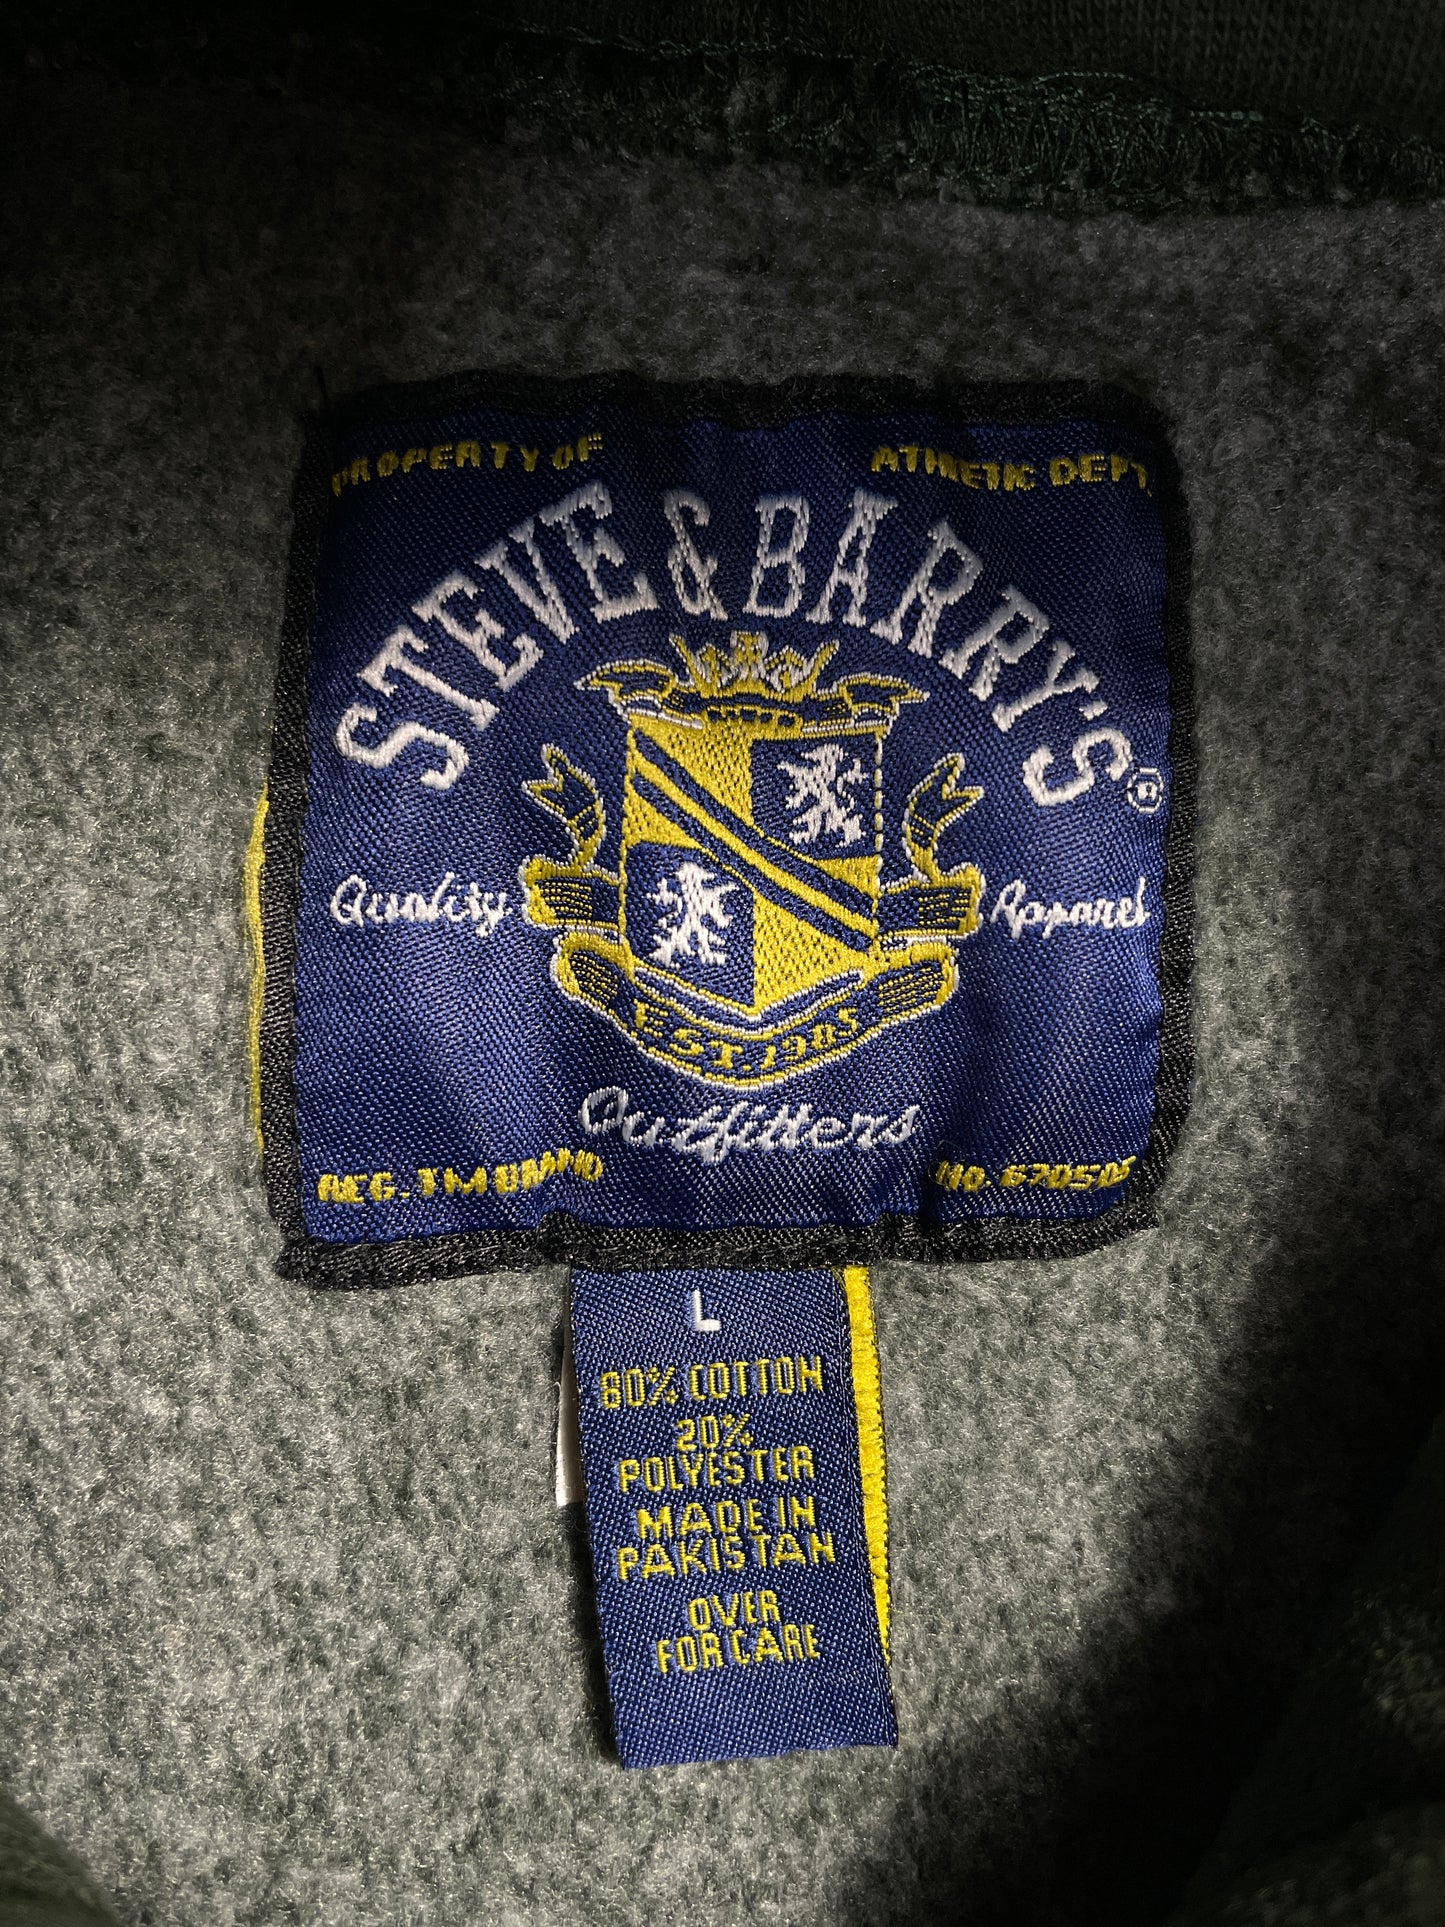 PROPERTY OF
ATHLETIC DEPT.
STEVE & BARRY'S®
Quality Apparel
EST. 1985
Outfitters
REG. TM
NO. 670505
L
80% COTTON
20%
POLYESTER
MADE IN
PAKISTAN
OVER
FOR CARE